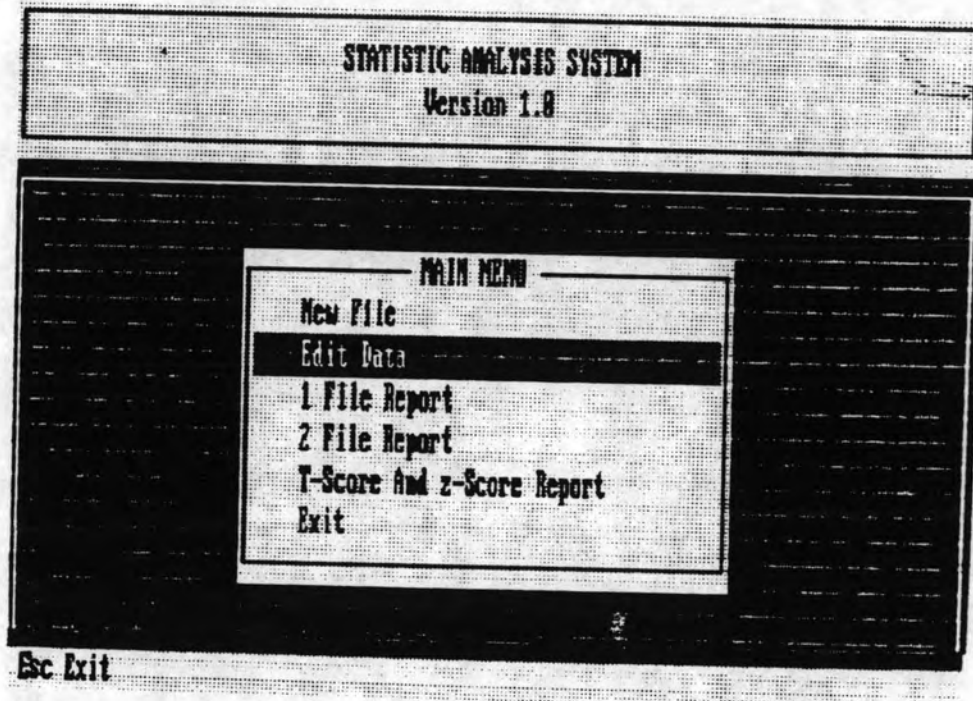 STATISTIC ANALYSIS SYSTEM
Version 1.0
MAIN MENU
New File
Edit Data
1 File Report
2 File Report
T-Score And z-Score Report
Exit
Esc Exit